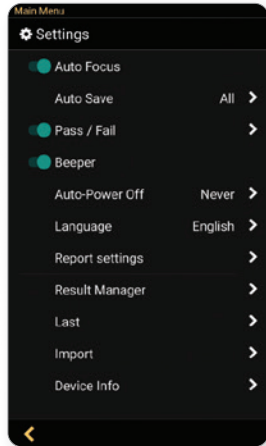 Main Menu
Settings
Auto Focus
Auto Save All
Pass / Fail
Beeper
Auto-Power Off Never
Language English
Report settings
Result Manager
Last
Import
Device Info